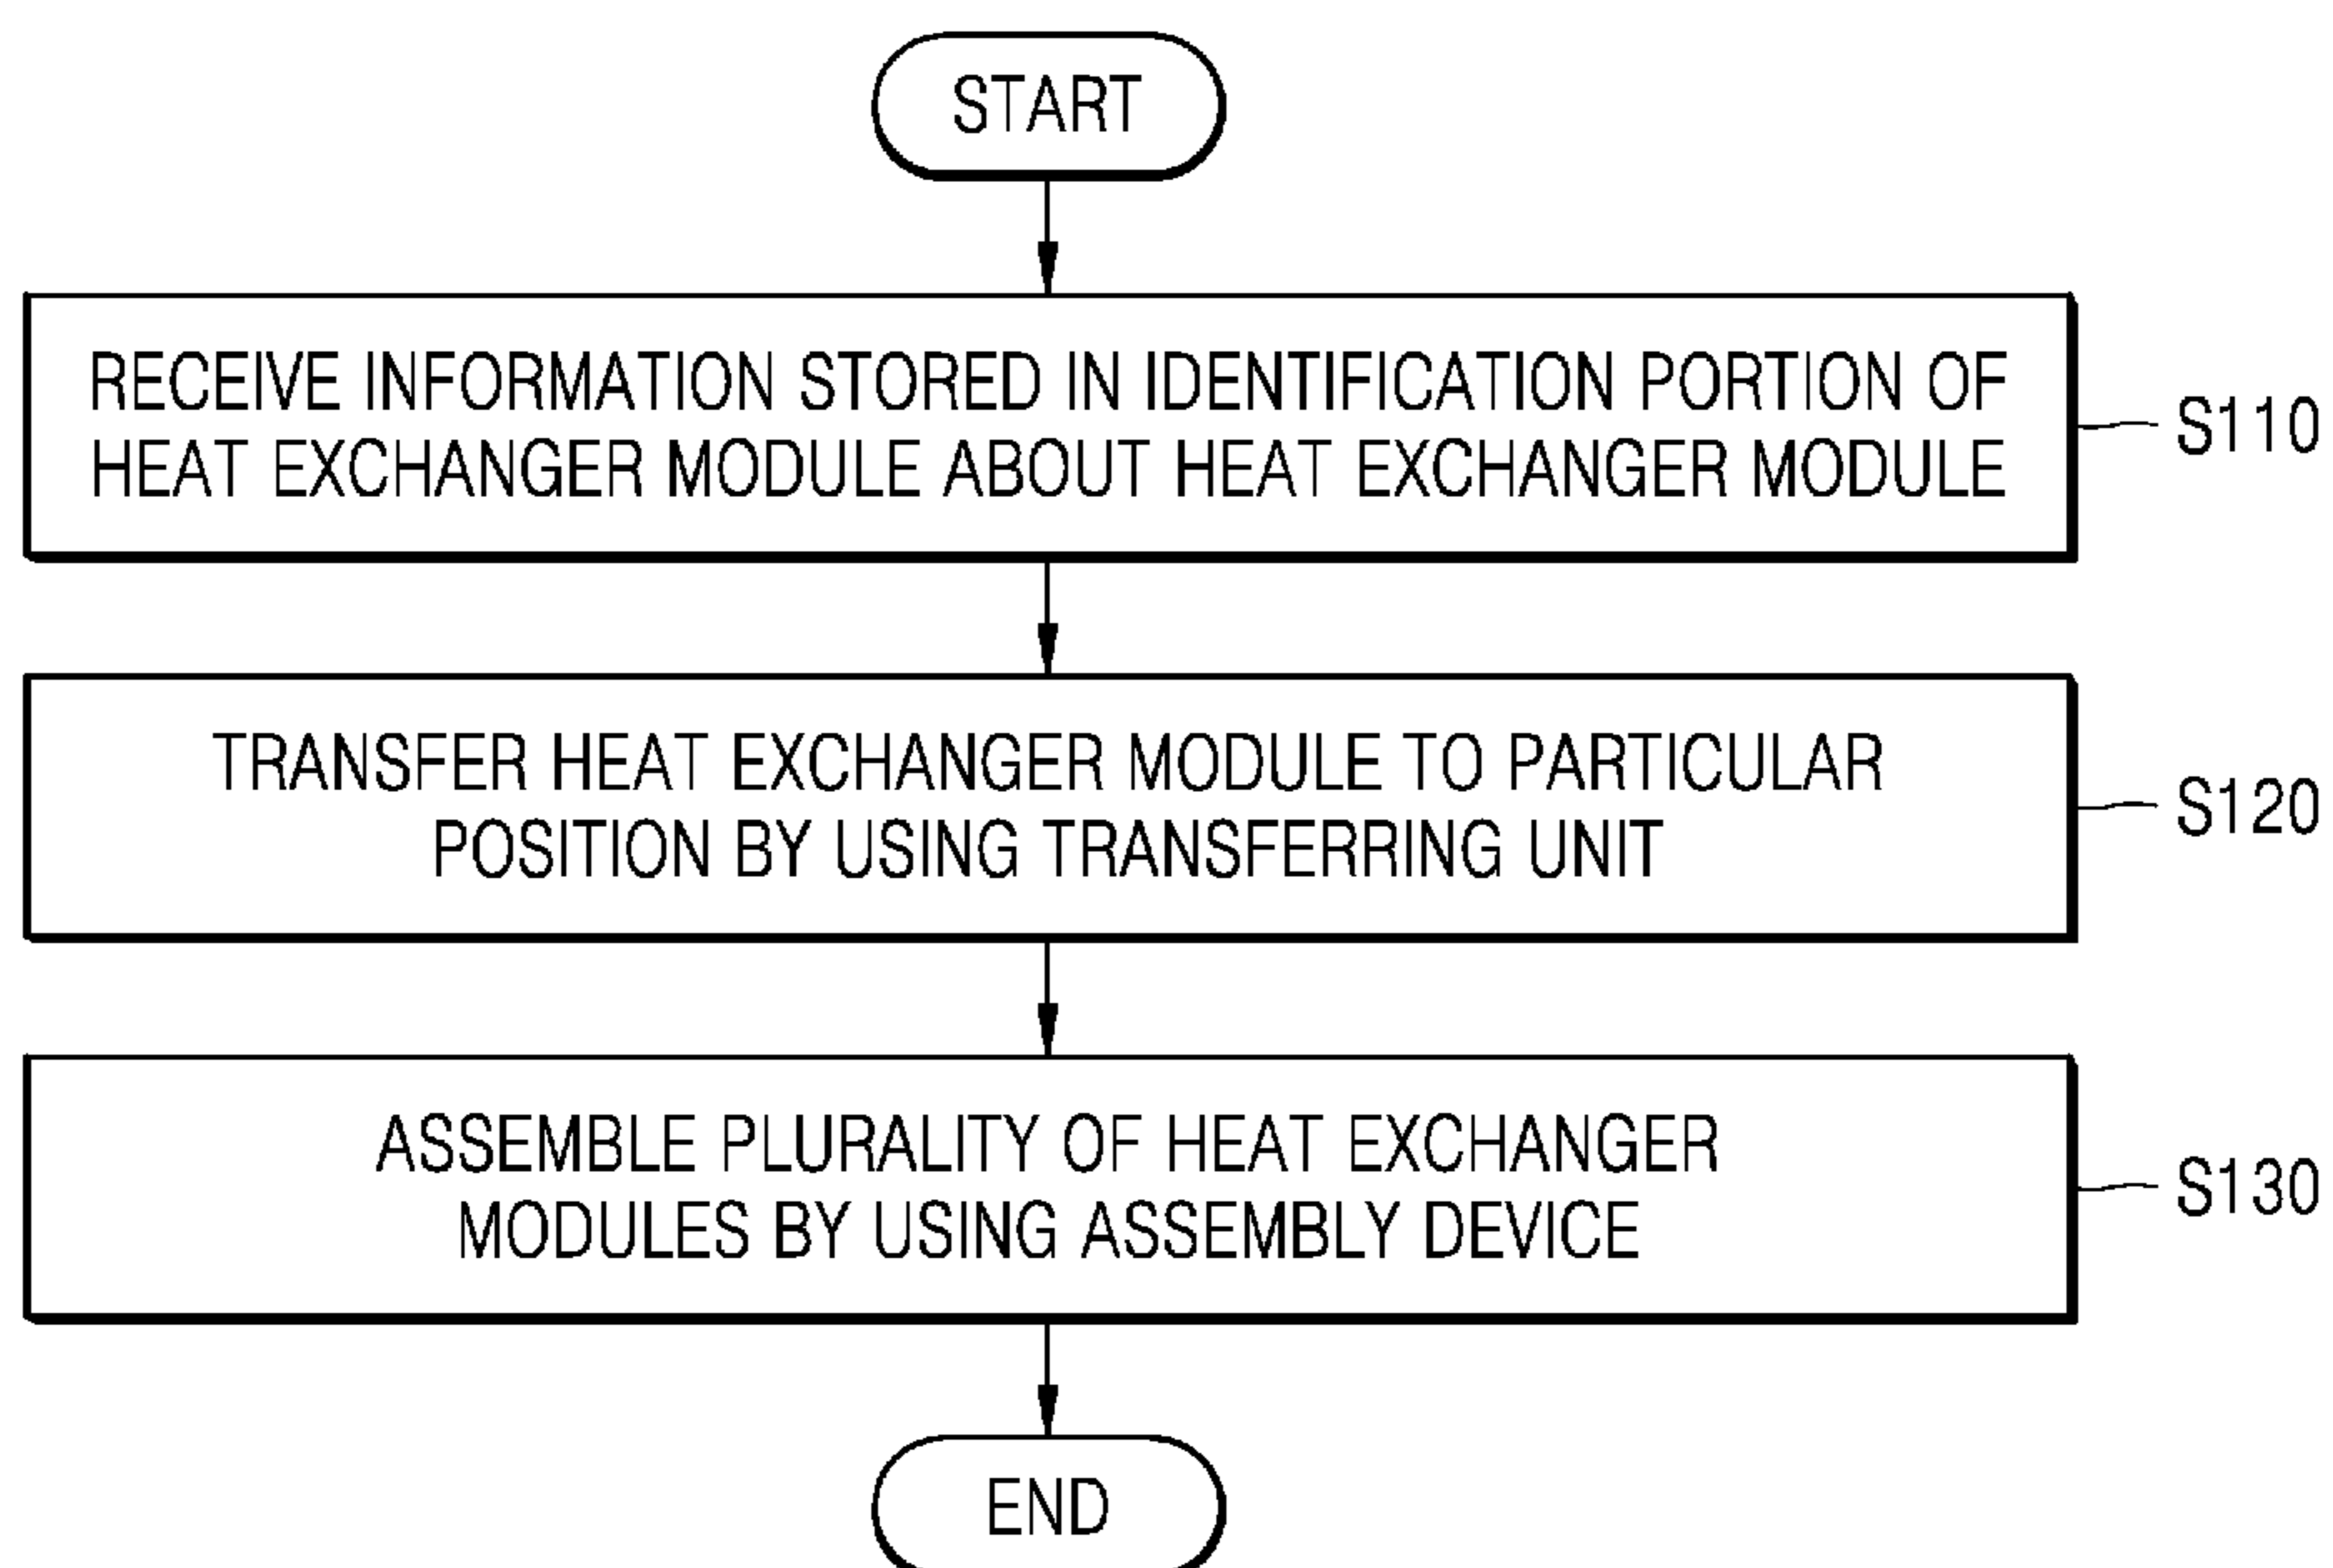 START
RECEIVE INFORMATION STORED IN IDENTIFICATION PORTION OF
HEAT EXCHANGER MODULE ABOUT HEAT EXCHANGER MODULE
S110
TRANSFER HEAT EXCHANGER MODULE TO PARTICULAR
POSITION BY USING TRANSFERRING UNIT
S120
ASSEMBLE PLURALITY OF HEAT EXCHANGER
MODULES BY USING ASSEMBLY DEVICE
S130
END